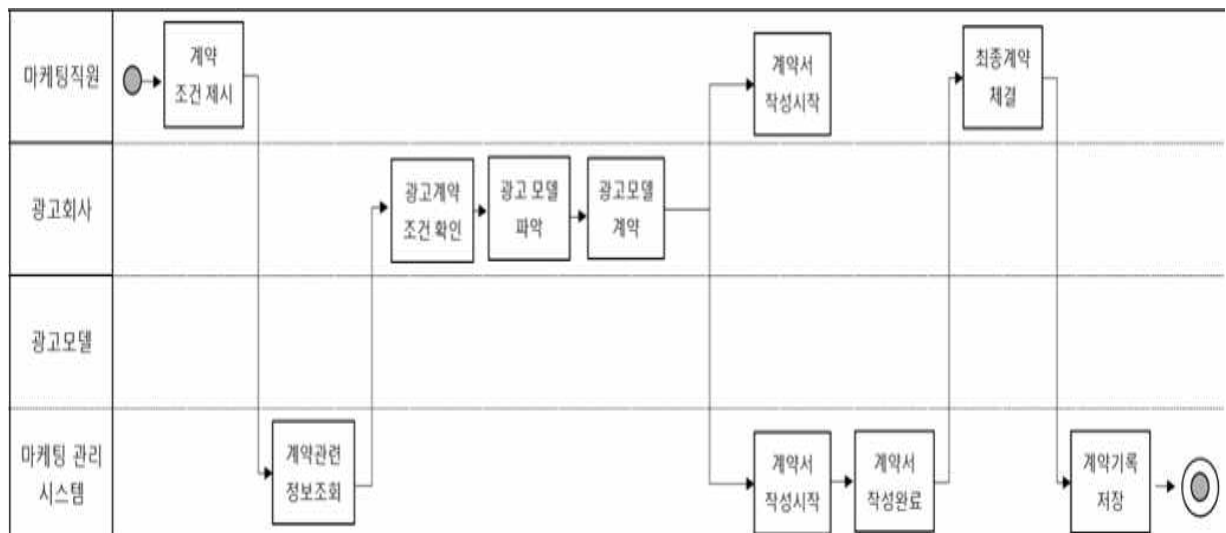 마케팅직원
계약
조건 제시
계약서
작성시작
최종계약
체결
광고회사
광고계약
조건 확인
광고 모델
파악
광고모델
계약
광고모델
마케팅 관리
시스템
계약관련
정보조회
계약서
작성시작
계약서
작성완료
계약기록
저장